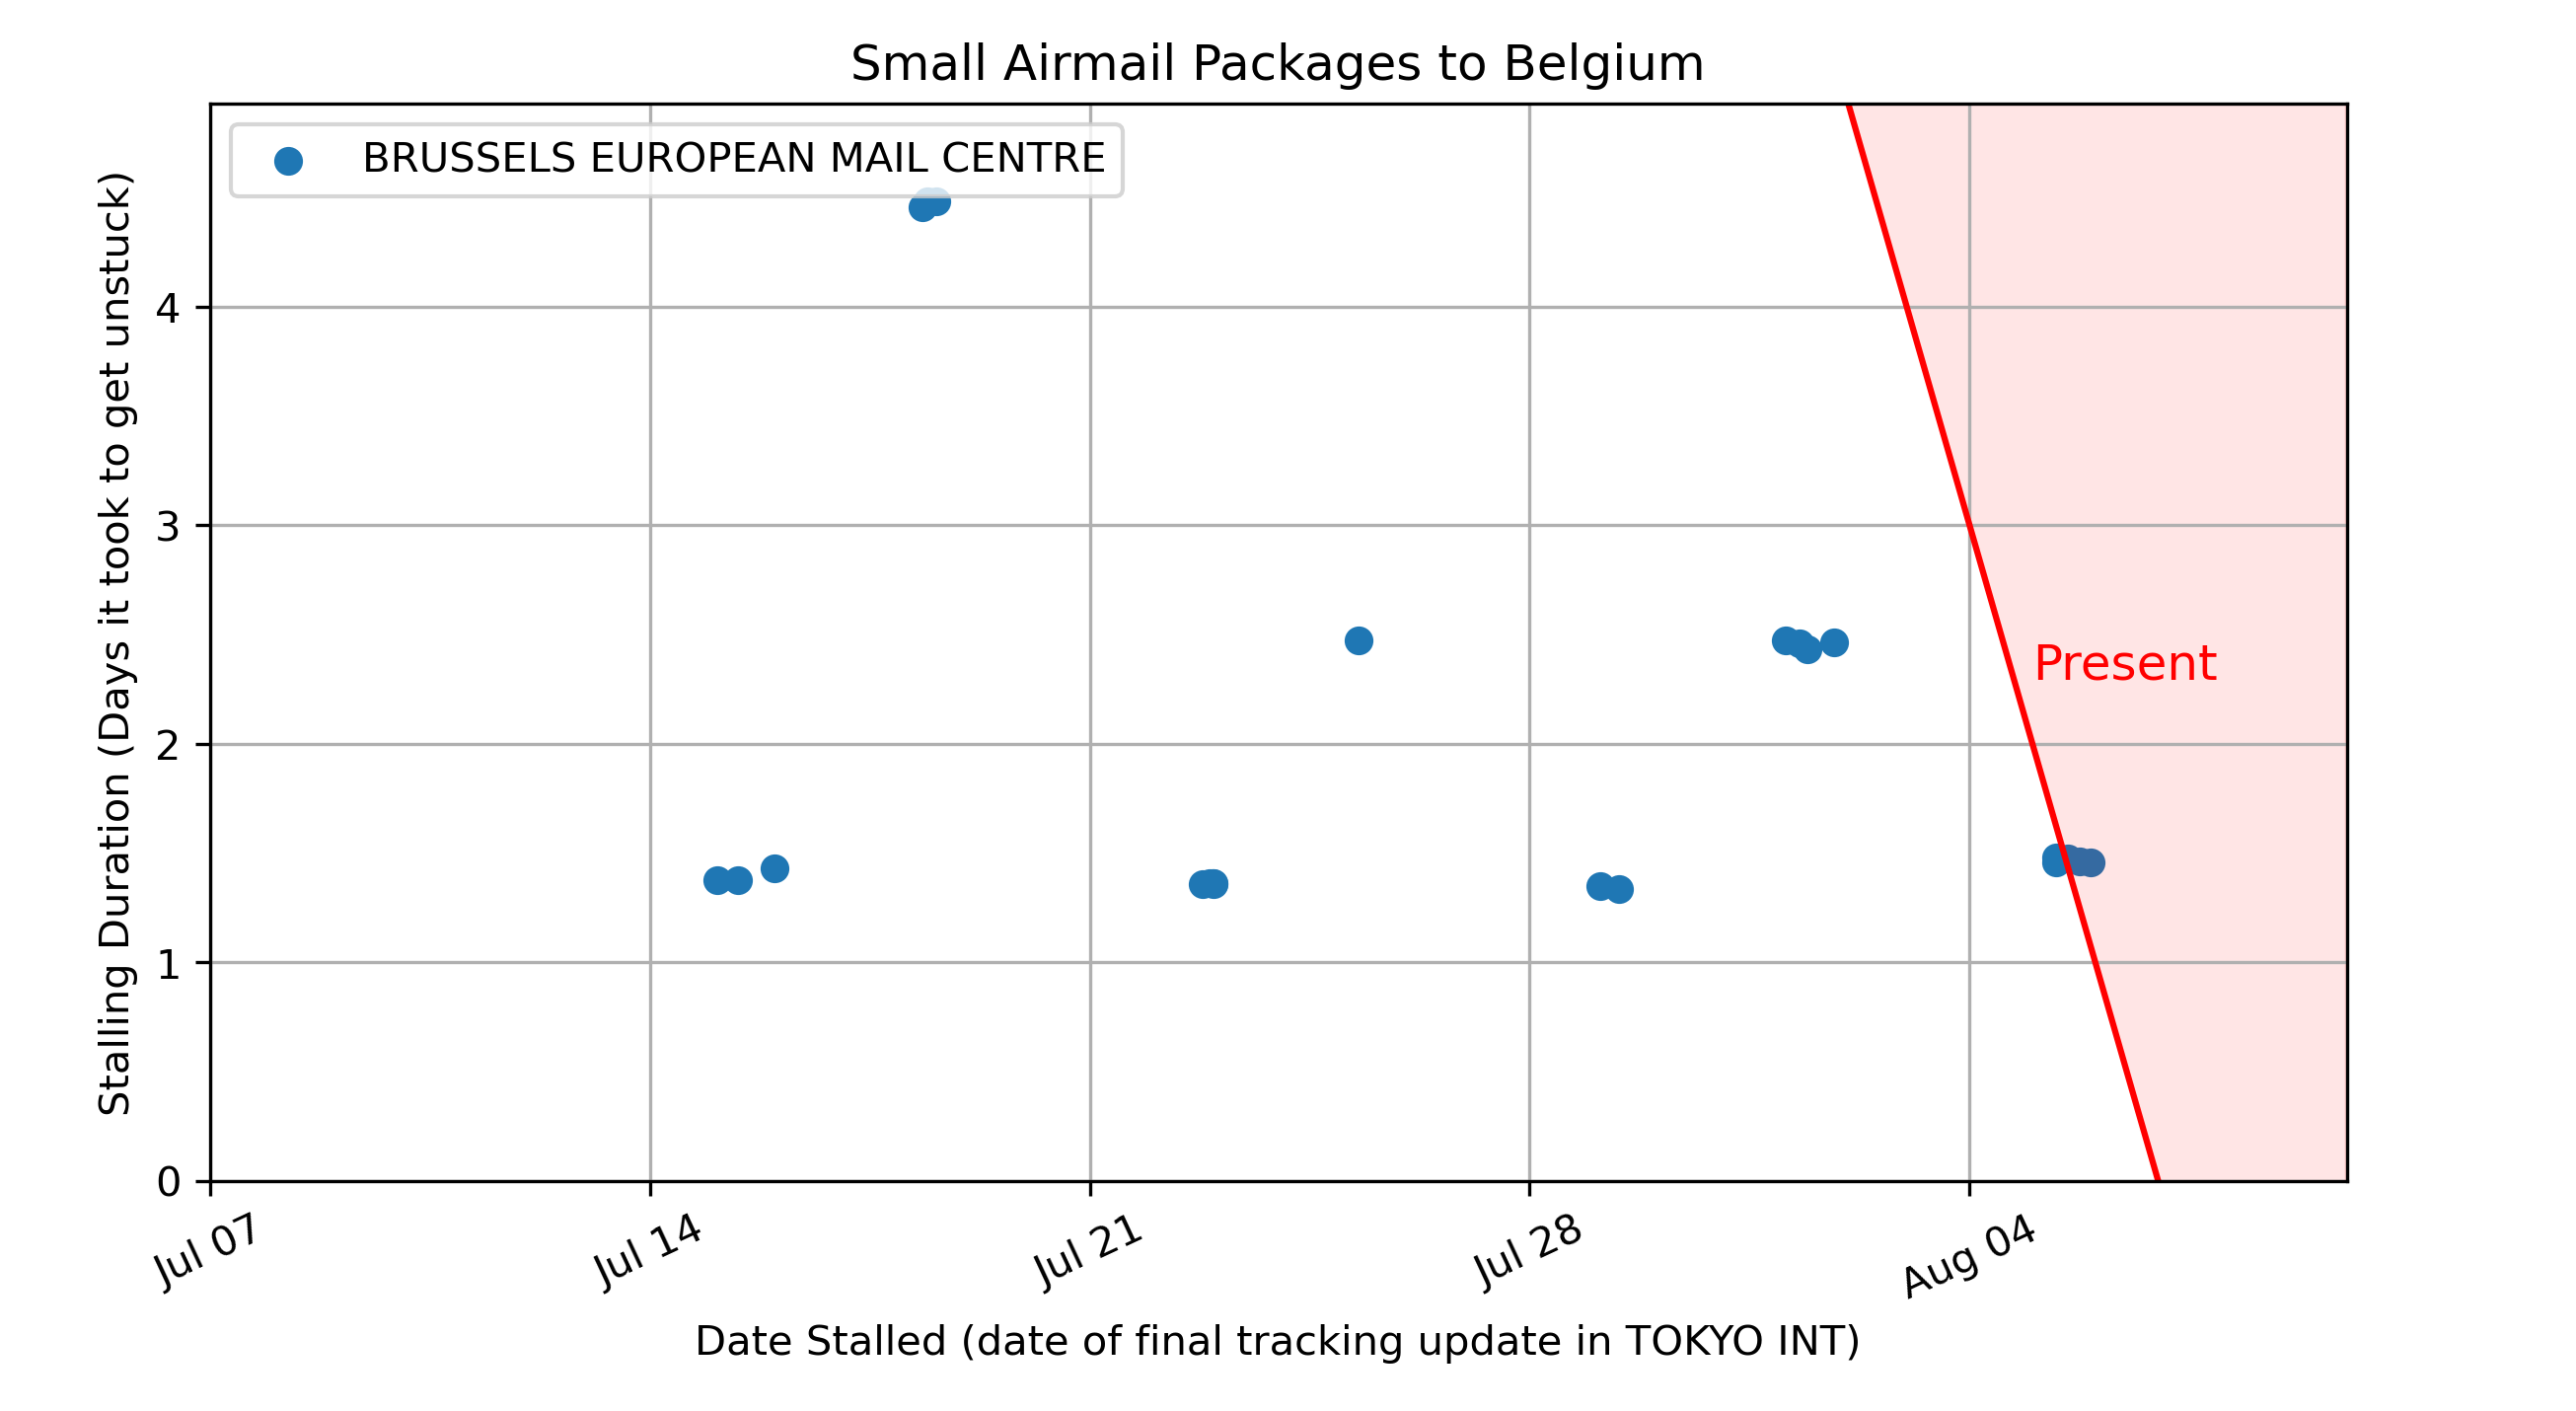 Small Airmail Packages to Belgium
BRUSSELS EUROPEAN MAIL CENTRE
Stalling Duration (Days it took to get unstuck)
4
3
2
1
0
Present
Jul 07
Jul 14
Jul 21
Jul 28
Aug 04
Date Stalled (date of final tracking update in TOKYO INT)